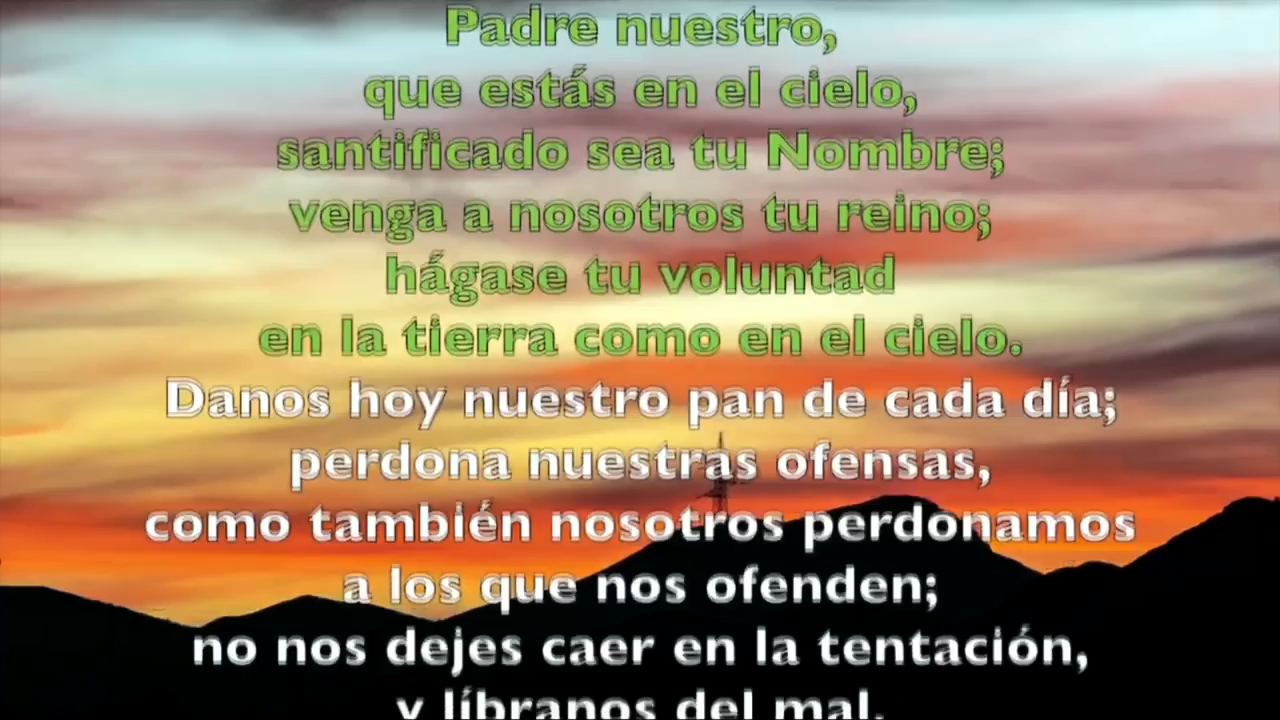 Padre nuestro,
que estás en el cielo,
santificado sea tu Nombre;
venga a nosotros tu reino;
hágase tu voluntad
en la tierra como en el cielo.
Danos hoy nuestro pan de cada día;
perdona nuestras ofensas,
como también nosotros perdonamos
a los que nos ofenden;
no nos dejes caer en la tentación,
y líbranos del mal.